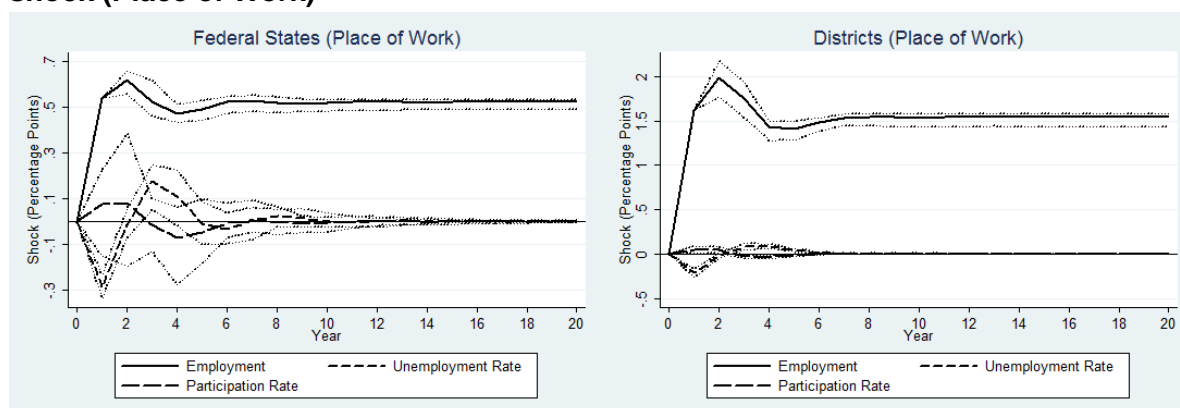 Shock (Place of Work)
Federal States (Place of Work)
Shock (Percentage Points)
.7
.5
.3
.1
-.1
-.3
0 2 4 6 8 10 12 14 16 18 20
Year
Employment
Unemployment Rate
Participation Rate
Districts (Place of Work)
Shock (Percentage Points)
2
1.5
1
.5
0
-.5
0 2 4 6 8 10 12 14 16 18 20
Year
Employment
Unemployment Rate
Participation Rate